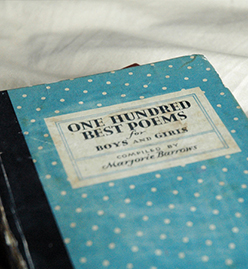 ONE HUNDRED
BEST POEMS
for
BOYS AND GIRLS
COMPILED BY
Marjorie Barrows